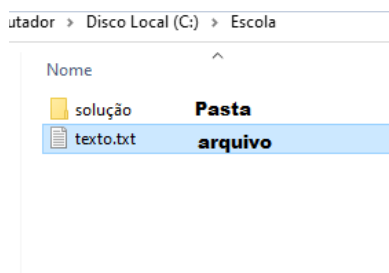 utador > Disco Local (C:) > Escola
Nome
solução Pasta
texto.txt arquivo